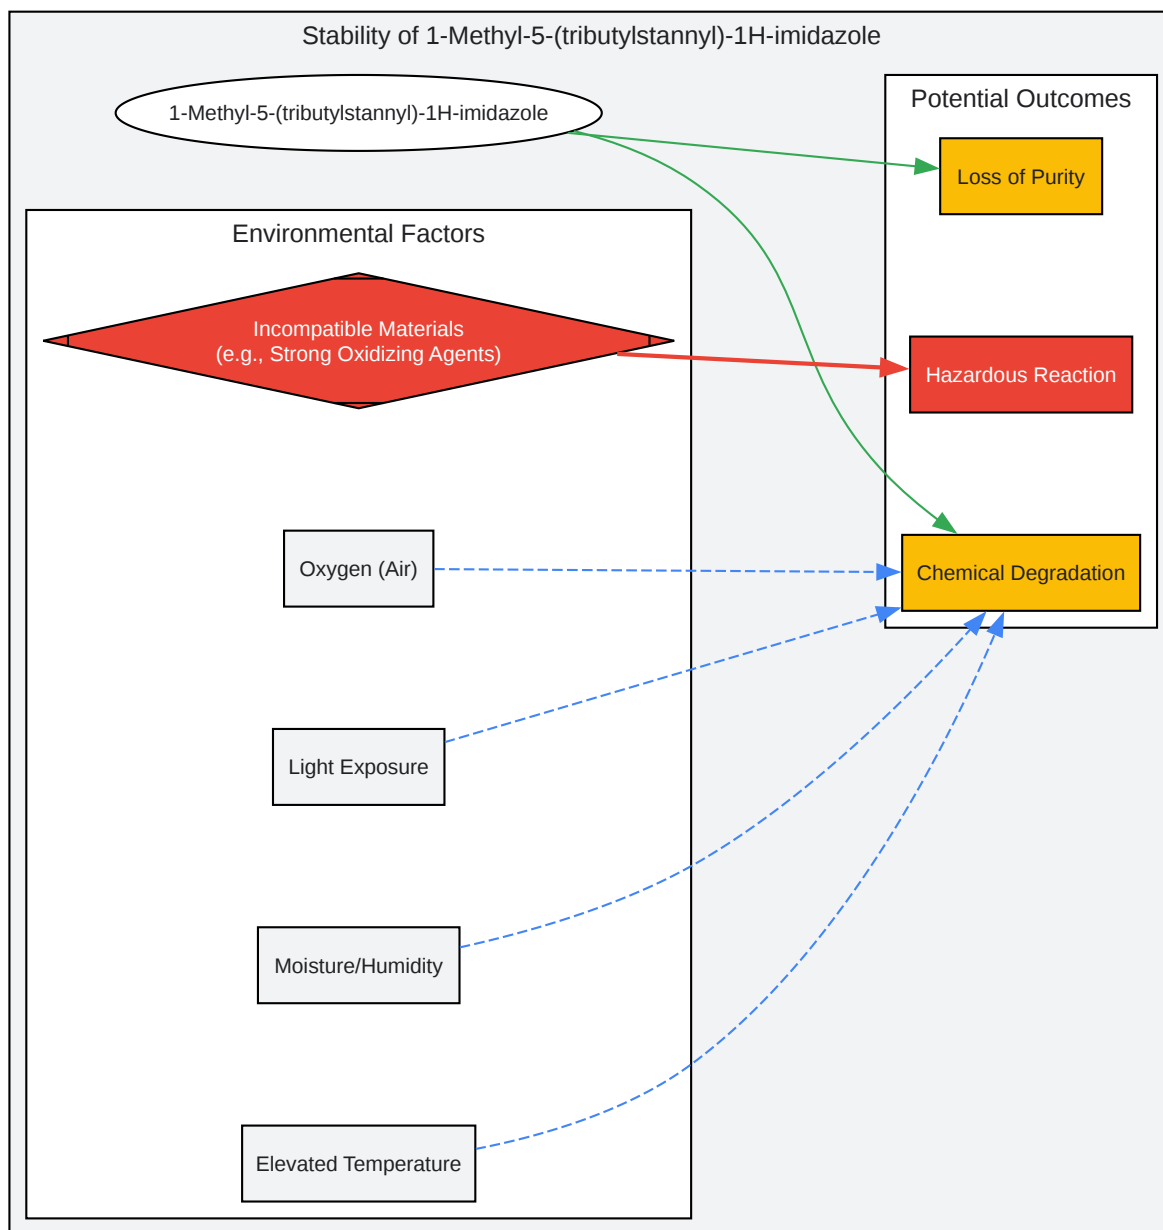 Stability of 1-Methyl-5-(tributylstannyl)-1H-imidazole
1-Methyl-5-(tributylstannyl)-1H-imidazole
Potential Outcomes
Loss of Purity
Environmental Factors
Incompatible Materials
(e.g., Strong Oxidizing Agents)
Hazardous Reaction
Oxygen (Air)
Chemical Degradation
Light Exposure
Moisture/Humidity
Elevated Temperature